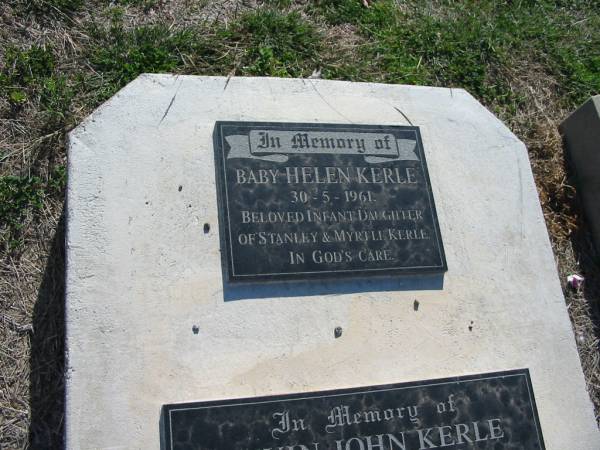 In Memory of
BABY HELEN KERLE
30-5-1961.
BELOVED INFANT DAUGHTER
OF STANLEY & MYRTLE KERLE.
IN GOD'S CARE.
In Memory of
JOHN KERLE